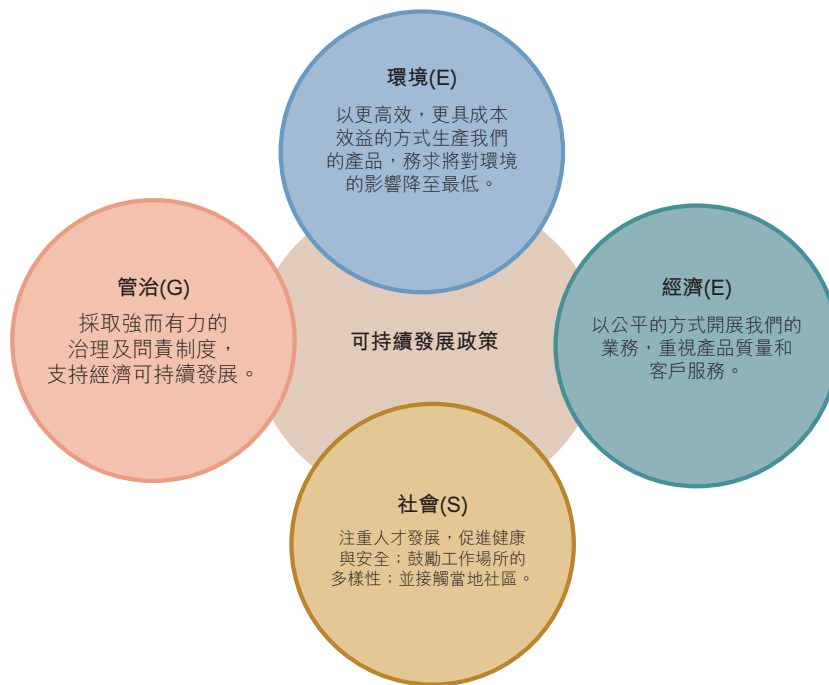 環境(E)
以更高效，更具成本
效益的方式生產我們
的產品，務求將對環境
的影響降至最低。
管治(G)
採取強而有力的
治理及問責制度，
支持經濟可持續發展。
可持續發展政策
經濟(E)
以公平的方式開展我們的
業務，重視產品質量和
客戶服務。
社會(S)
注重人才發展，促進健康
與安全；鼓勵工作場所的
多樣性；並接觸當地社區。